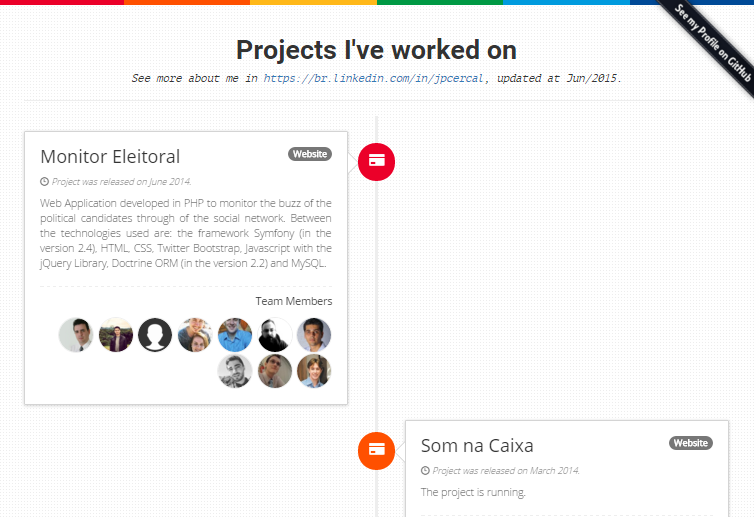 See my Profile on GitHub
Projects I've worked on
See more about me in https://br.linkedin.com/in/jpcercal, updated at Jun/2015.
Monitor Eleitoral
Website
Project was released on June 2014.
Web Application developed in PHP to monitor the buzz of the
political candidates through of the social network. Between
the technologies used are: the framework Symfony (in the
version 2.4), HTML, CSS, Twitter Bootstrap, Javascript with the
jQuery Library, Doctrine ORM (in the version 2.2) and MySQL.
Team Members
Som na Caixa
Website
Project was released on March 2014.
The project is running.